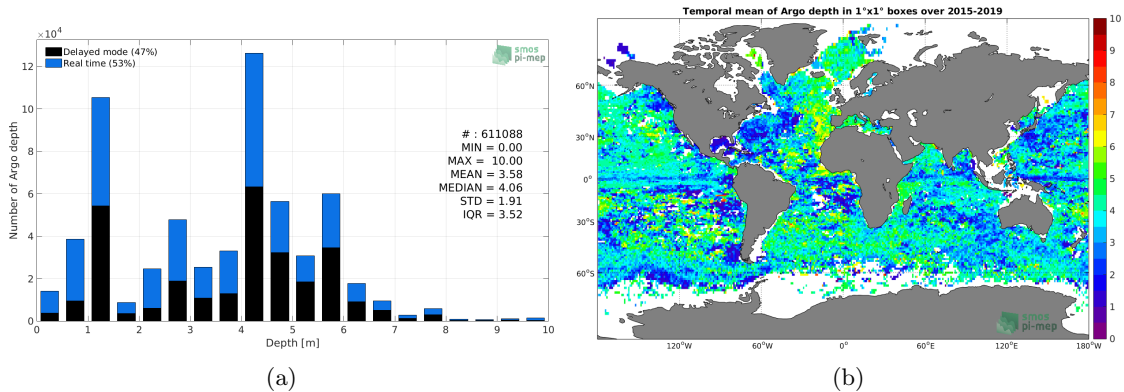 ×10⁴
Delayed mode (47%)
Real time (53%)
smos
pi-mep
12
10
8
6
4
2
0
Number of Argo depth
# : 611088
MIN = 0.00
MAX = 10.00
MEAN = 3.58
MEDIAN = 4.06
STD = 1.91
IQR = 3.52
0 1 2 3 4 5 6 7 8 9 10
Depth [m]
(a)
Temporal mean of Argo depth in 1°x1° boxes over 2015-2019
60°N
30°N
0°
30°S
60°S
120°W 60°W 0° 60°E 120°E 180°W
10
9
8
7
6
5
4
3
2
1
0
smos
pi-mep
(b)